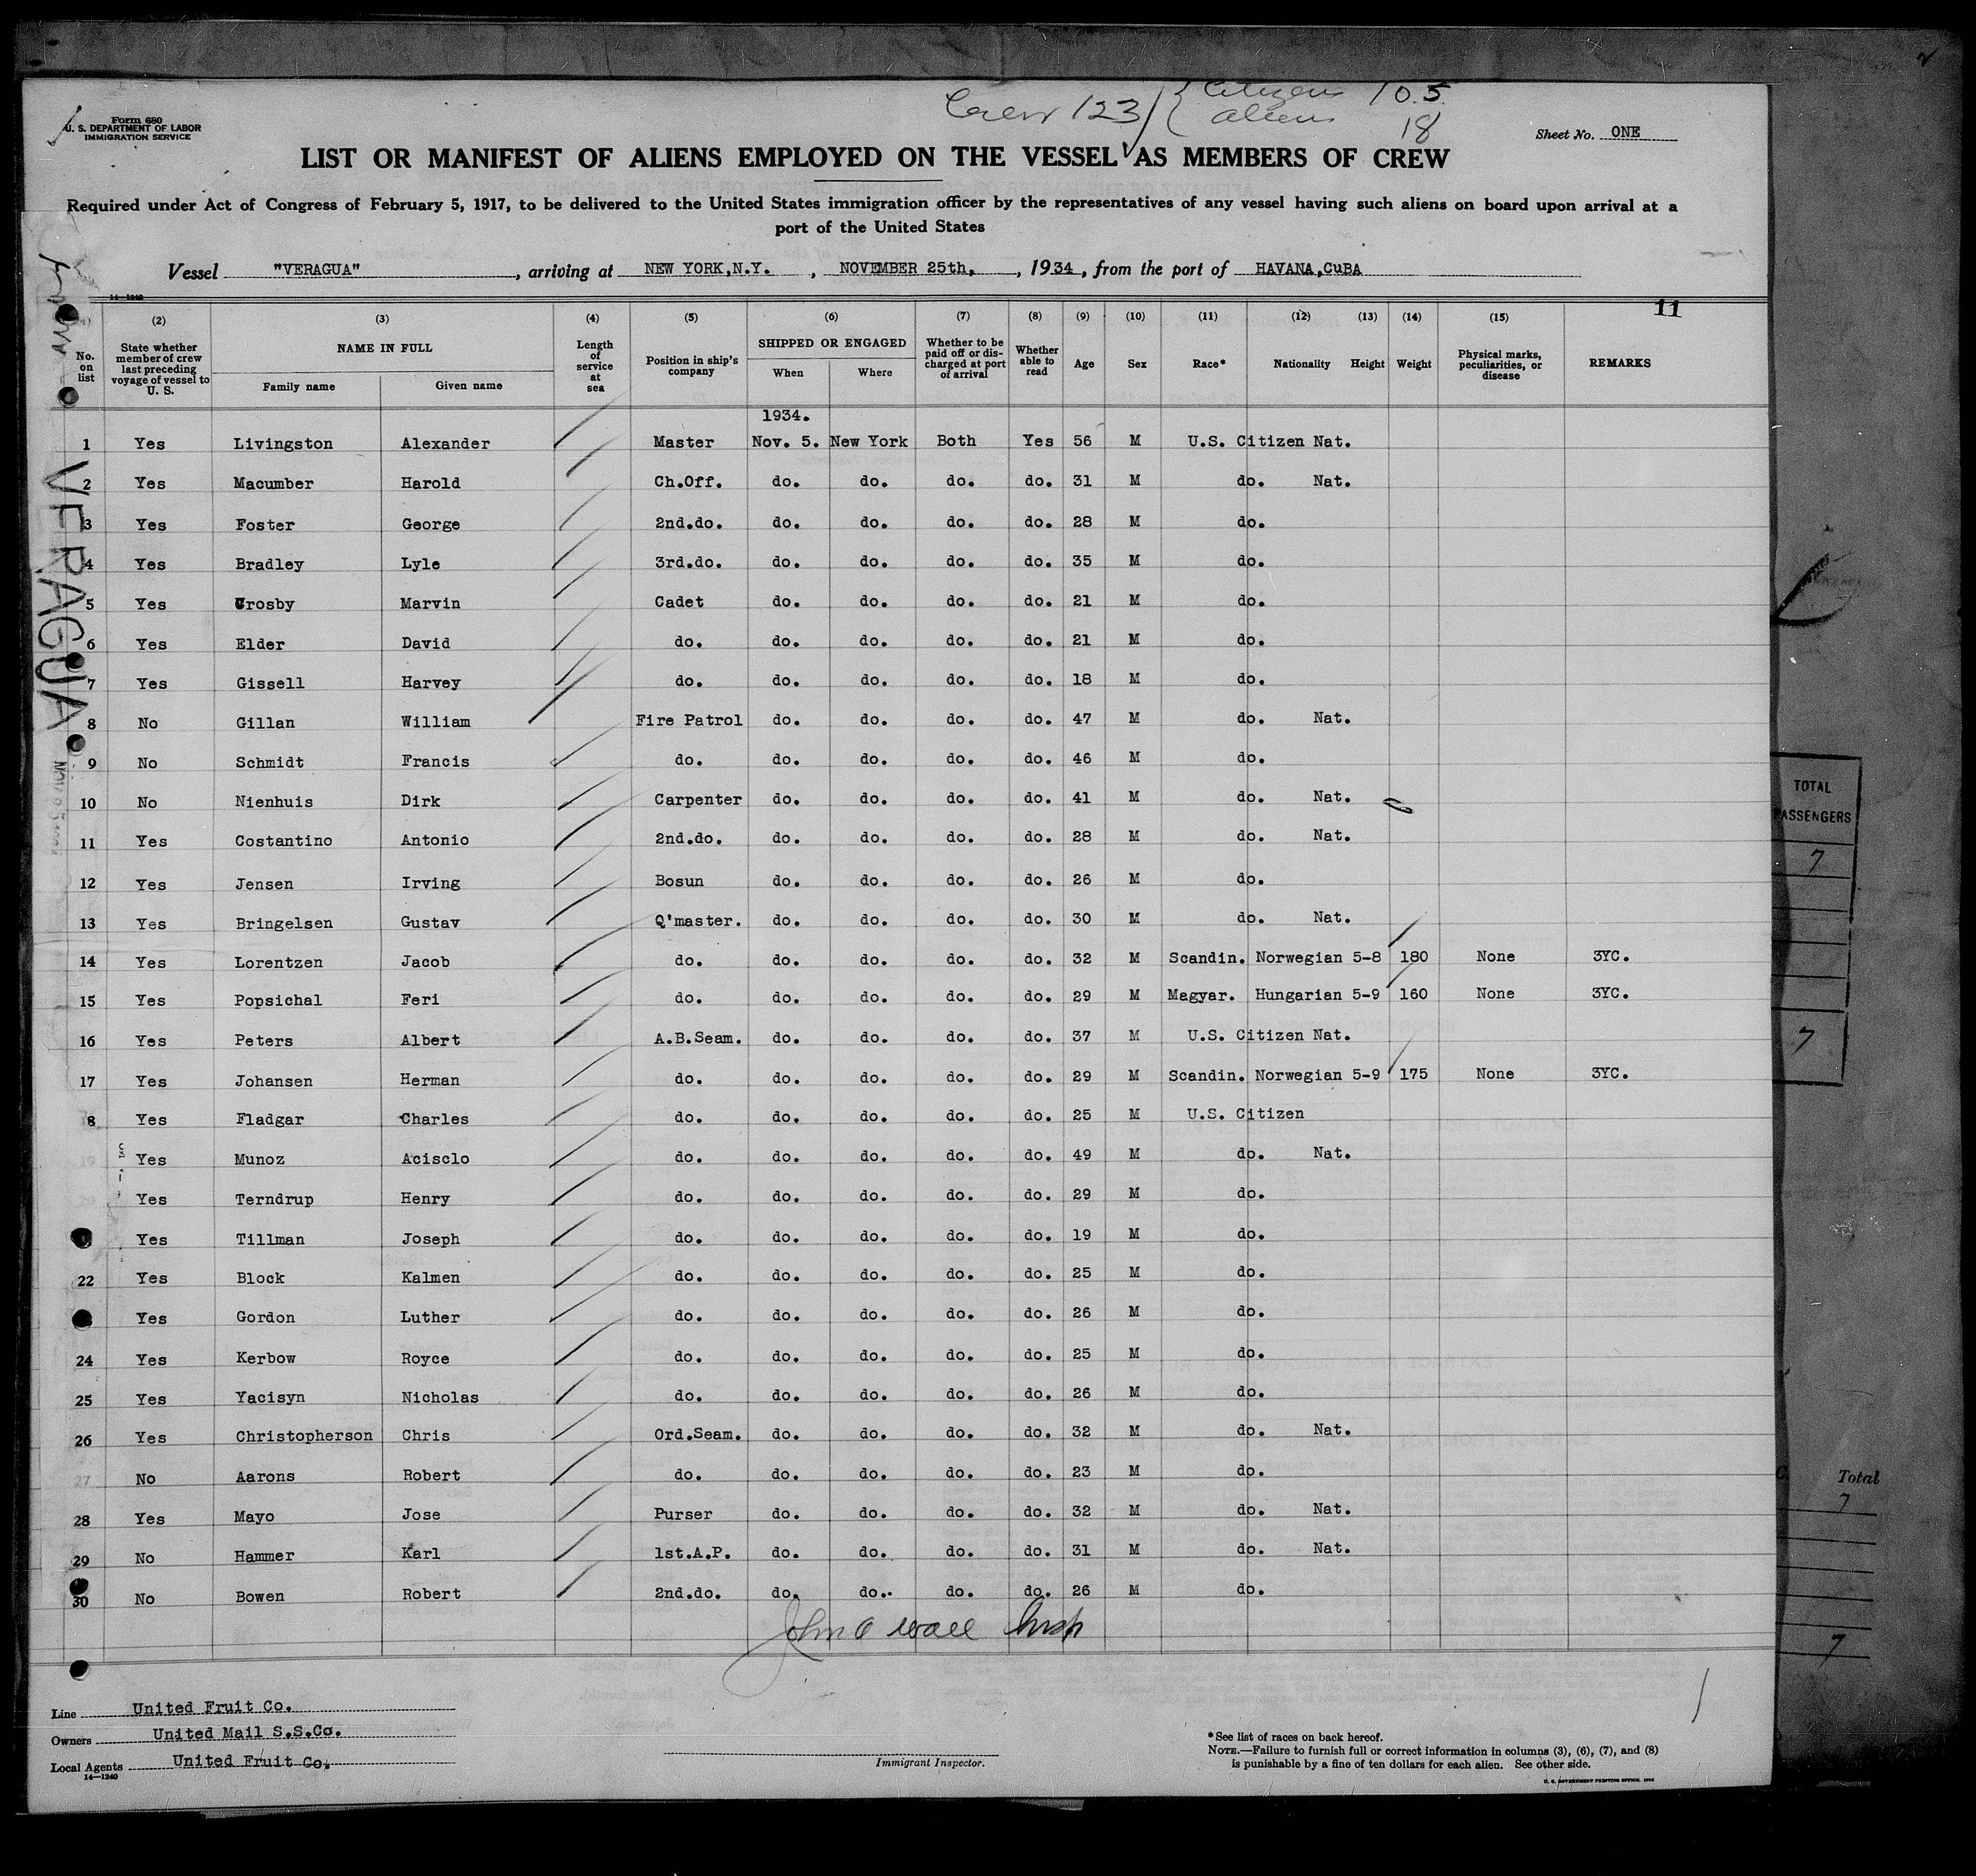 Crew 123 / { Citizens 105
aliens 18
Form 680
U. S. DEPARTMENT OF LABOR
IMMIGRATION SERVICE
Sheet No. ONE
LIST OR MANIFEST OF ALIENS EMPLOYED ON THE VESSEL AS MEMBERS OF CREW
Required under Act of Congress of February 5, 1917, to be delivered to the United States immigration officer by the representatives of any vessel having such aliens on board upon arrival at a
port of the United States
Vessel "VERAGUA", arriving at NEW YORK,N.Y., NOVEMBER 25th, 1934, from the port of HAVANA,CUBA
14-1240
11
(2) (3) (4) (5) (6) (7) (8) (9) (10) (11) (12) (13) (14) (15)
No. on list State whether member of crew last preceding voyage of vessel to U. S. NAME IN FULL Family name Given name Length of service at sea Position in ship's company SHIPPED OR ENGAGED When Where Whether to be paid off or discharged at port of arrival Whether able to read Age Sex Race* Nationality Height Weight Physical marks, peculiarities, or disease REMARKS
1934.
1 Yes Livingston Alexander Master Nov. 5. New York Both Yes 56 M U.S. Citizen Nat.
2 Yes Macumber Harold Ch.Off. do. do. do. do. 31 M do. Nat.
3 Yes Foster George 2nd.do. do. do. do. do. 28 M do.
4 Yes Bradley Lyle 3rd.do. do. do. do. do. 35 M do.
5 Yes Crosby Marvin Cadet do. do. do. do. 21 M do.
6 Yes Elder David do. do. do. do. do. 21 M do.
7 Yes Gissell Harvey do. do. do. do. do. 18 M do.
8 No Gillan William Fire Patrol do. do. do. do. 47 M do. Nat.
9 No Schmidt Francis do. do. do. do. do. 46 M do.
10 No Nienhuis Dirk Carpenter do. do. do. do. 41 M do. Nat.
11 Yes Costantino Antonio 2nd.do. do. do. do. do. 28 M do. Nat.
12 Yes Jensen Irving Bosun do. do. do. do. 26 M do.
13 Yes Bringelsen Gustav Q'master. do. do. do. do. 30 M do. Nat.
14 Yes Lorentzen Jacob do. do. do. do. do. 32 M Scandin. Norwegian 5-8 180 None 3YC.
15 Yes Popsichal Feri do. do. do. do. do. 29 M Magyar. Hungarian 5-9 160 None 3YC.
16 Yes Peters Albert A.B.Seam. do. do. do. do. 37 M U.S. Citizen Nat.
17 Yes Johansen Herman do. do. do. do. do. 29 M Scandin. Norwegian 5-9 175 None 3YC.
8 Yes Fladgar Charles do. do. do. do. do. 25 M U.S. Citizen
19 Yes Munoz Acisclo do. do. do. do. do. 49 M do. Nat.
20 Yes Terndrup Henry do. do. do. do. do. 29 M do.
Yes Tillman Joseph do. do. do. do. do. 19 M do.
22 Yes Block Kalmen do. do. do. do. do. 25 M do.
Yes Gordon Luther do. do. do. do. do. 26 M do.
24 Yes Kerbow Royce do. do. do. do. do. 25 M do.
25 Yes Yacisyn Nicholas do. do. do. do. do. 26 M do.
26 Yes Christopherson Chris Ord.Seam. do. do. do. do. 32 M do. Nat.
27 No Aarons Robert do. do. do. do. do. 23 M do.
28 Yes Mayo Jose Purser do. do. do. do. 32 M do. Nat.
29 No Hammer Karl 1st.A.P. do. do. do. do. 31 M do. Nat.
30 No Bowen Robert 2nd.do. do. do.. do. do. 26 M do.
VERAGUA
Line United Fruit Co.
Owners United Mail S.S.Co.
Local Agents United Fruit Co.
14-1240
Immigrant Inspector.
*See list of races on back hereof.
NOTE.—Failure to furnish full or correct information in columns (3), (6), (7), and (8)
is punishable by a fine of ten dollars for each alien. See other side.
U. S. GOVERNMENT PRINTING OFFICE
TOTAL
PASSENGERS
7
7
Total
7
7